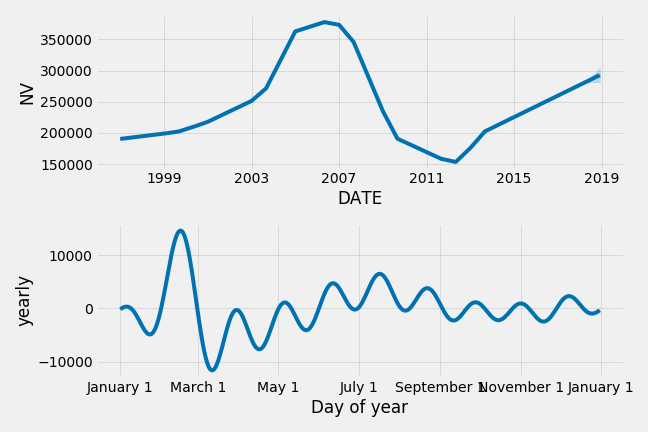 350000
300000
NV
250000
200000
150000
1999 2003 2007 2011 2015 2019
DATE
10000
yearly
0
−10000
January 1 March 1 May 1 July 1 September 1 November 1 January 1
Day of year